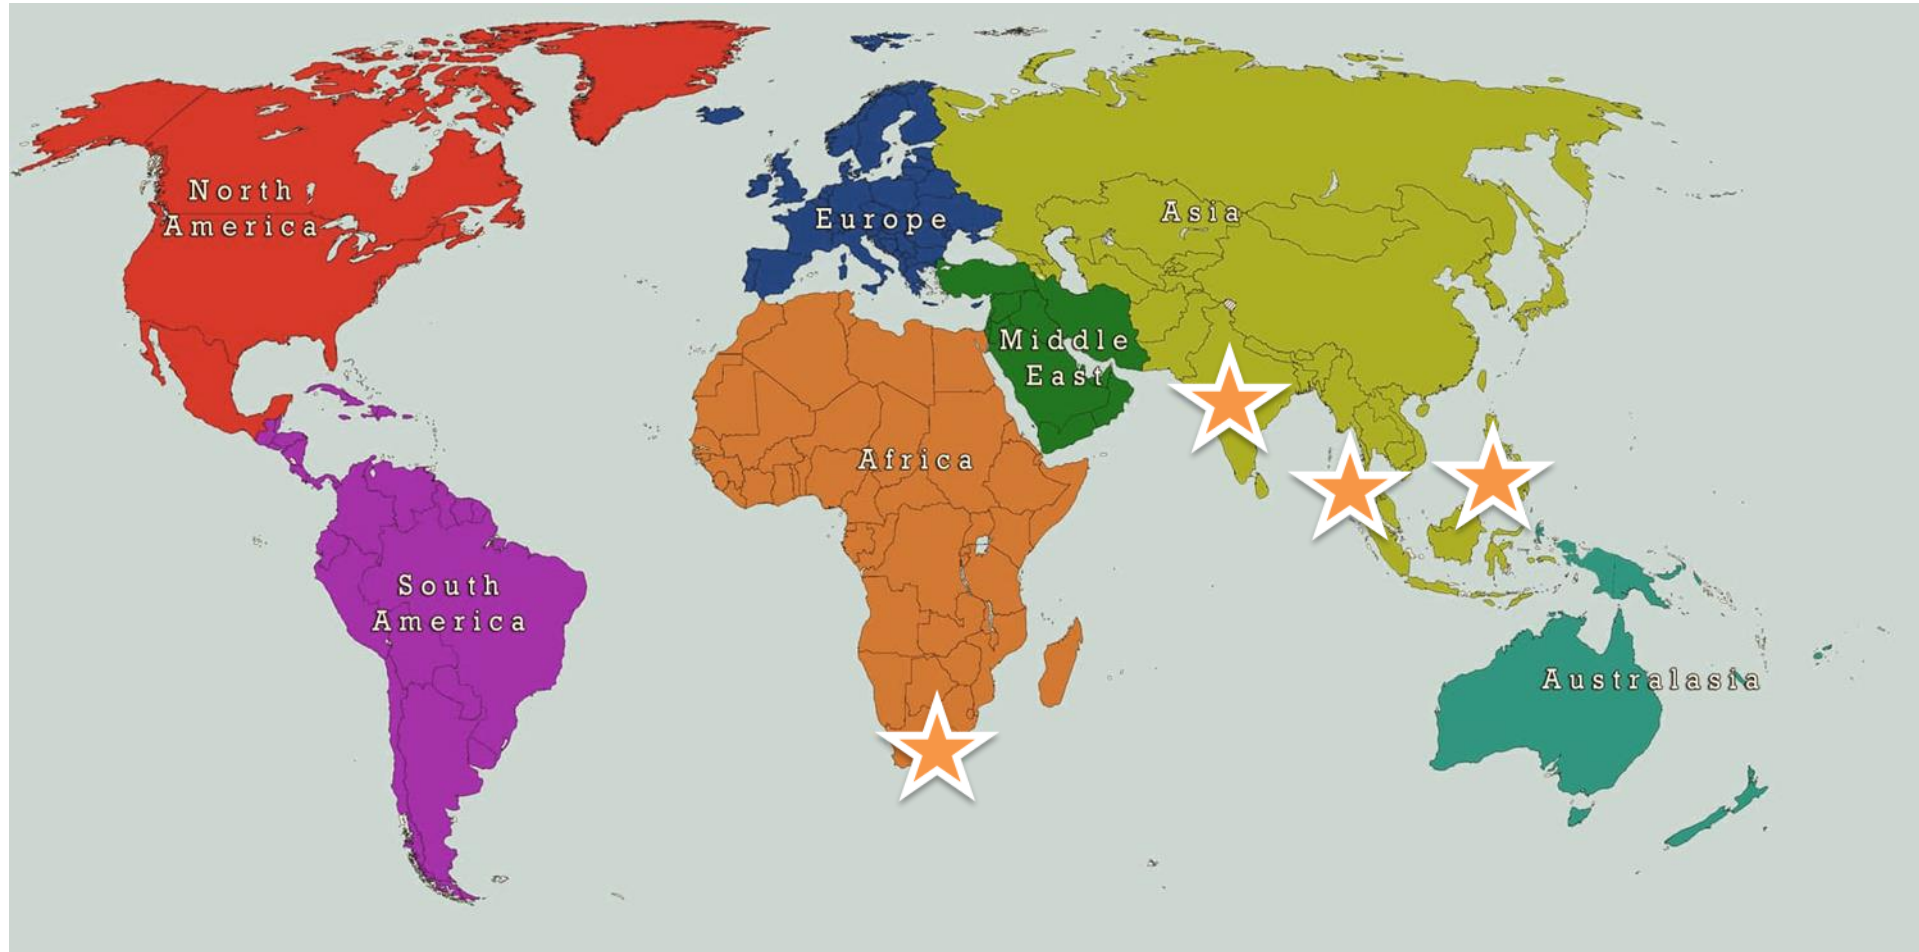 North
America
Europe
Asia
Middle
East
Africa
South
America
Australasia